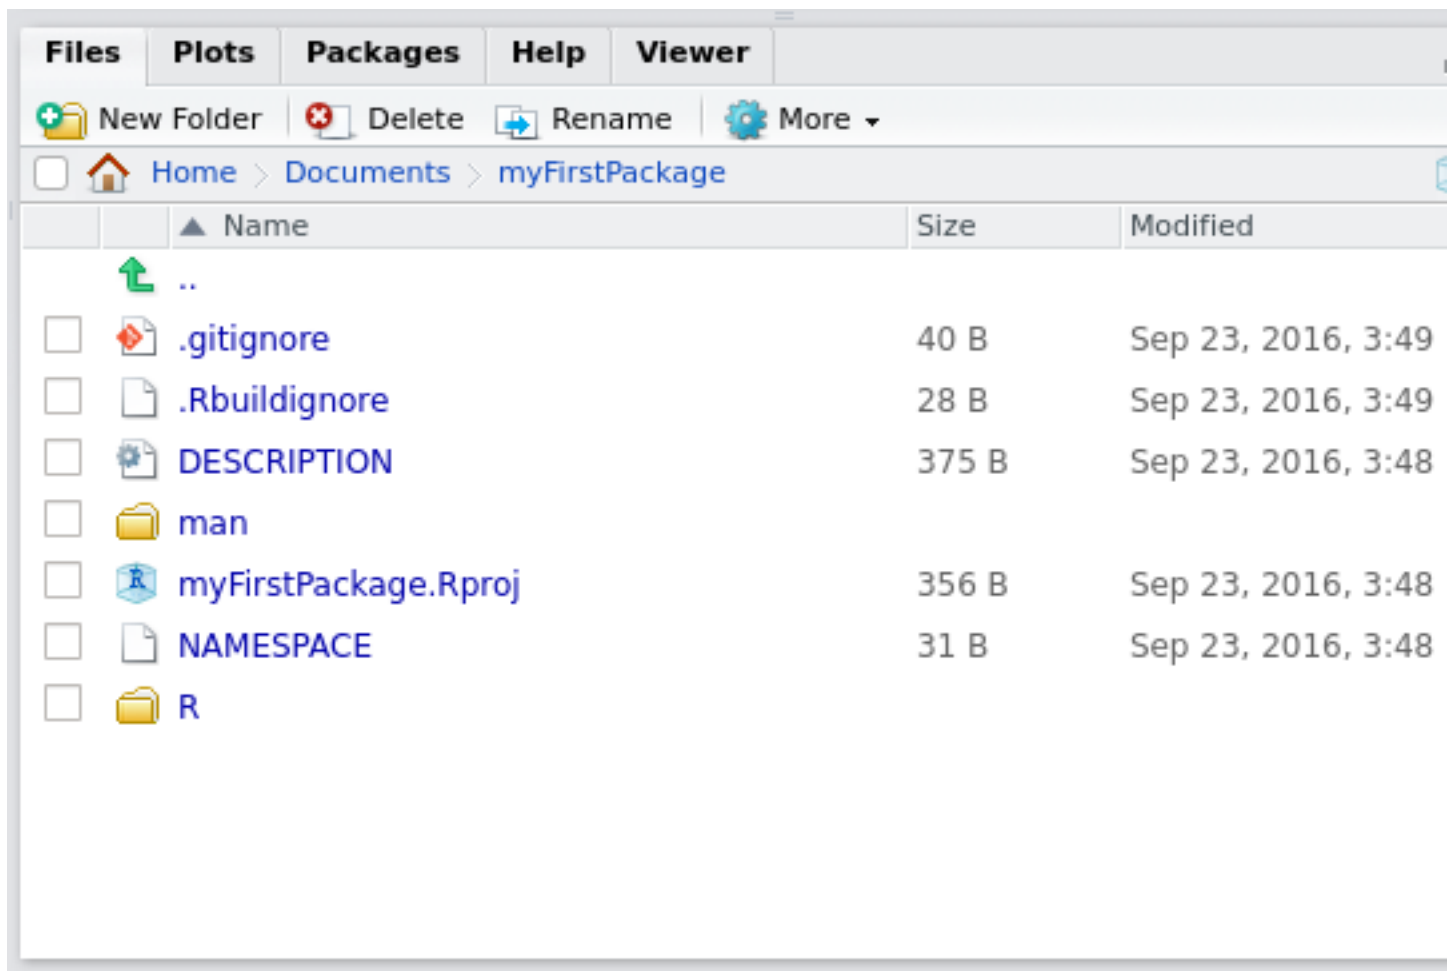 Files Plots Packages Help Viewer
New Folder Delete Rename More
Home Documents myFirstPackage
Name Size Modified
..
.gitignore 40 B Sep 23, 2016, 3:49
.Rbuildignore 28 B Sep 23, 2016, 3:49
DESCRIPTION 375 B Sep 23, 2016, 3:48
man
myFirstPackage.Rproj 356 B Sep 23, 2016, 3:48
NAMESPACE 31 B Sep 23, 2016, 3:48
R